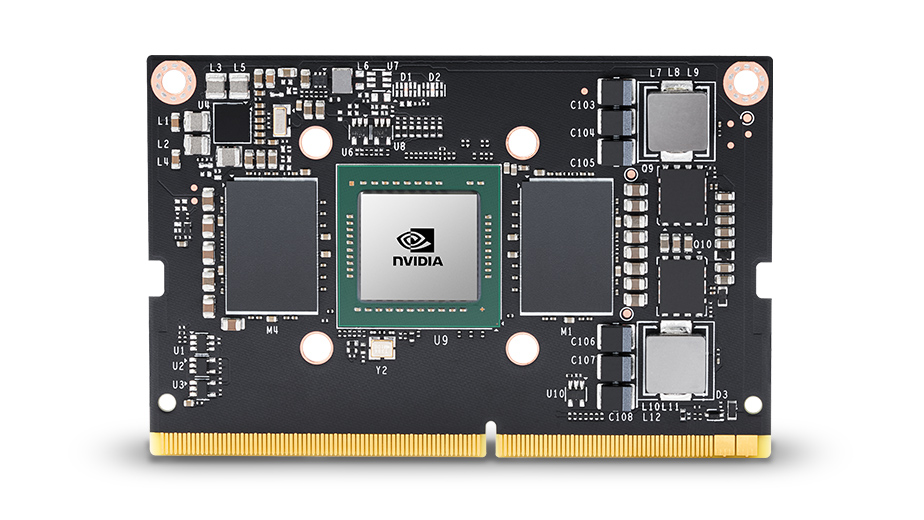 L3 L5
L6 U7
D1 D2
L7 L8 L9
U4
C103
L1
C104
L2
U6 U8
L4
C105
Q9
NVIDIA
Q10
M4
M1
U9
U1
U2
U3
Y2
C106
C107
U10
D3
L10 L11
C108
L12